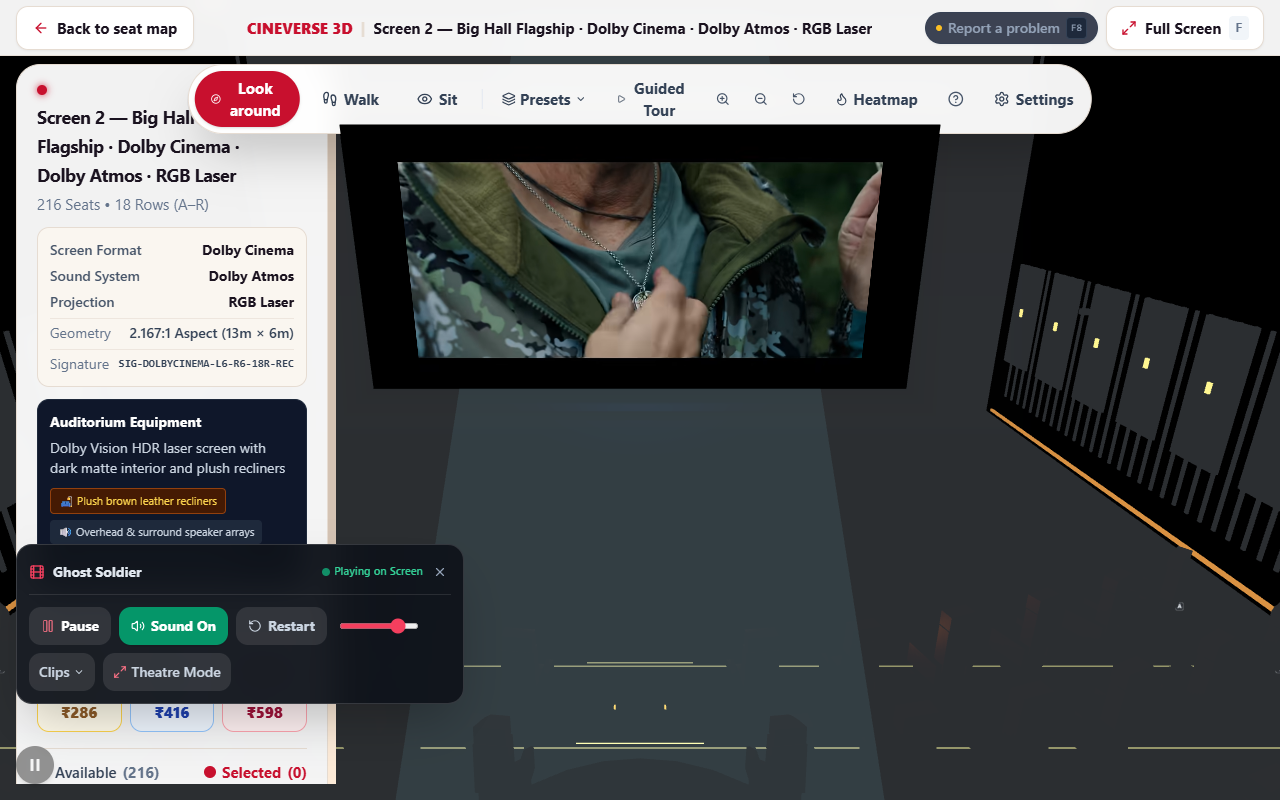 Back to seat map
CINEVERSE 3D | Screen 2 — Big Hall Flagship · Dolby Cinema · Dolby Atmos · RGB Laser
Report a problem F8
Full Screen F
Look around
Walk
Sit
Presets
Guided Tour
Heatmap
Settings
Screen 2 — Big Hall
Flagship · Dolby Cinema ·
Dolby Atmos · RGB Laser
216 Seats • 18 Rows (A–R)
Screen Format Dolby Cinema
Sound System Dolby Atmos
Projection RGB Laser
Geometry 2.167:1 Aspect (13m × 6m)
Signature SIG-DOLBYCINEMA-L6-R6-18R-REC
Auditorium Equipment
Dolby Vision HDR laser screen with
dark matte interior and plush recliners
Plush brown leather recliners
Overhead & surround speaker arrays
Ghost Soldier
Playing on Screen
Pause
Sound On
Restart
Clips
Theatre Mode
₹286 ₹416 ₹598
Available (216)
Selected (0)